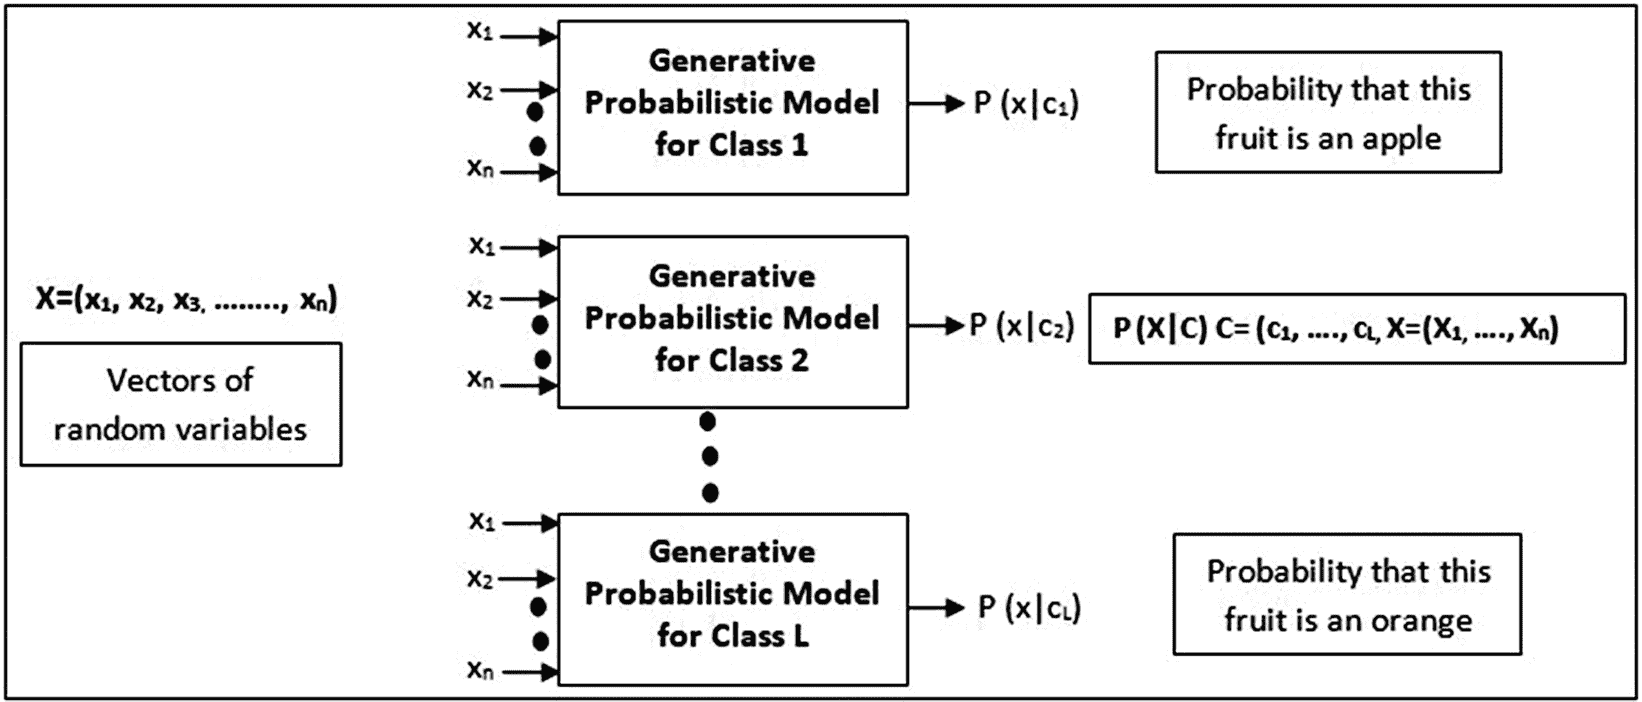 X=(x₁, x₂, x₃, ........, xₙ)
Vectors of
random variables
x₁
x₂
xₙ
Generative
Probabilistic Model
for Class 1
P (x|c₁)
Probability that this
fruit is an apple
x₁
x₂
xₙ
Generative
Probabilistic Model
for Class 2
P (x|c₂)
P (X|C) C= (c₁, ...., c_L, X=(X₁, ...., Xₙ)
x₁
x₂
xₙ
Generative
Probabilistic Model
for Class L
P (x|c_L)
Probability that this
fruit is an orange